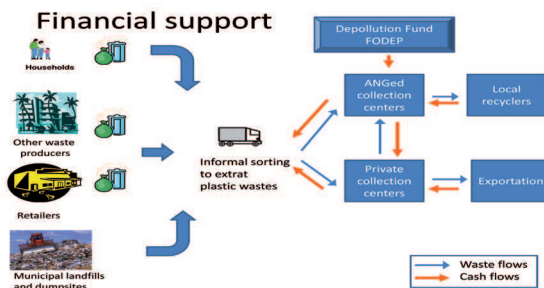 Financial support
Households
Other waste
producers
Retailers
Municipal landfills
and dumpsites
Informal sorting
to extrat
plastic wastes
Depollution Fund
FODEP
ANGed
collection
centers
Local
recyclers
Private
collection
centers
Exportation
Waste flows
Cash flows